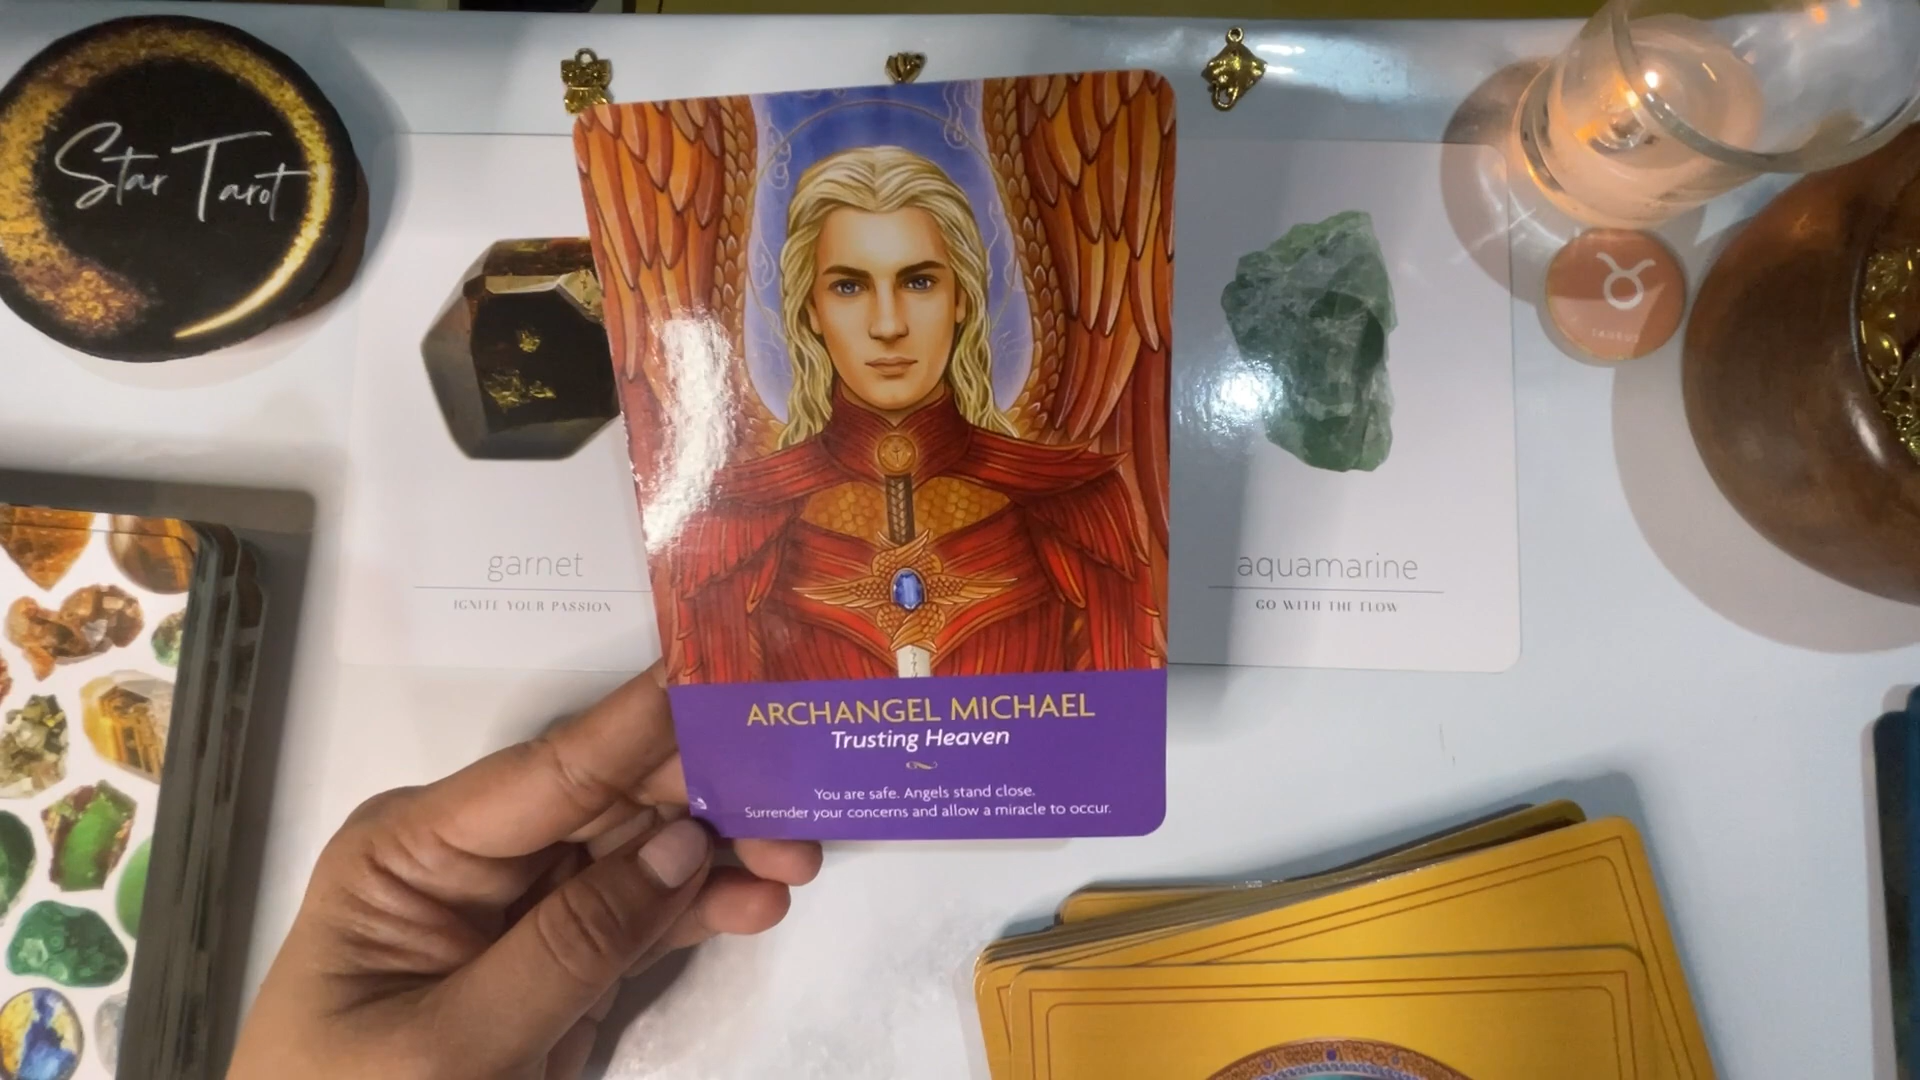 Star Tarot
garnet
IGNITE YOUR PASSION
ARCHANGEL MICHAEL
Trusting Heaven
You are safe. Angels stand close.
Surrender your concerns and allow a miracle to occur.
aquamarine
GO WITH THE FLOW
TAURUS